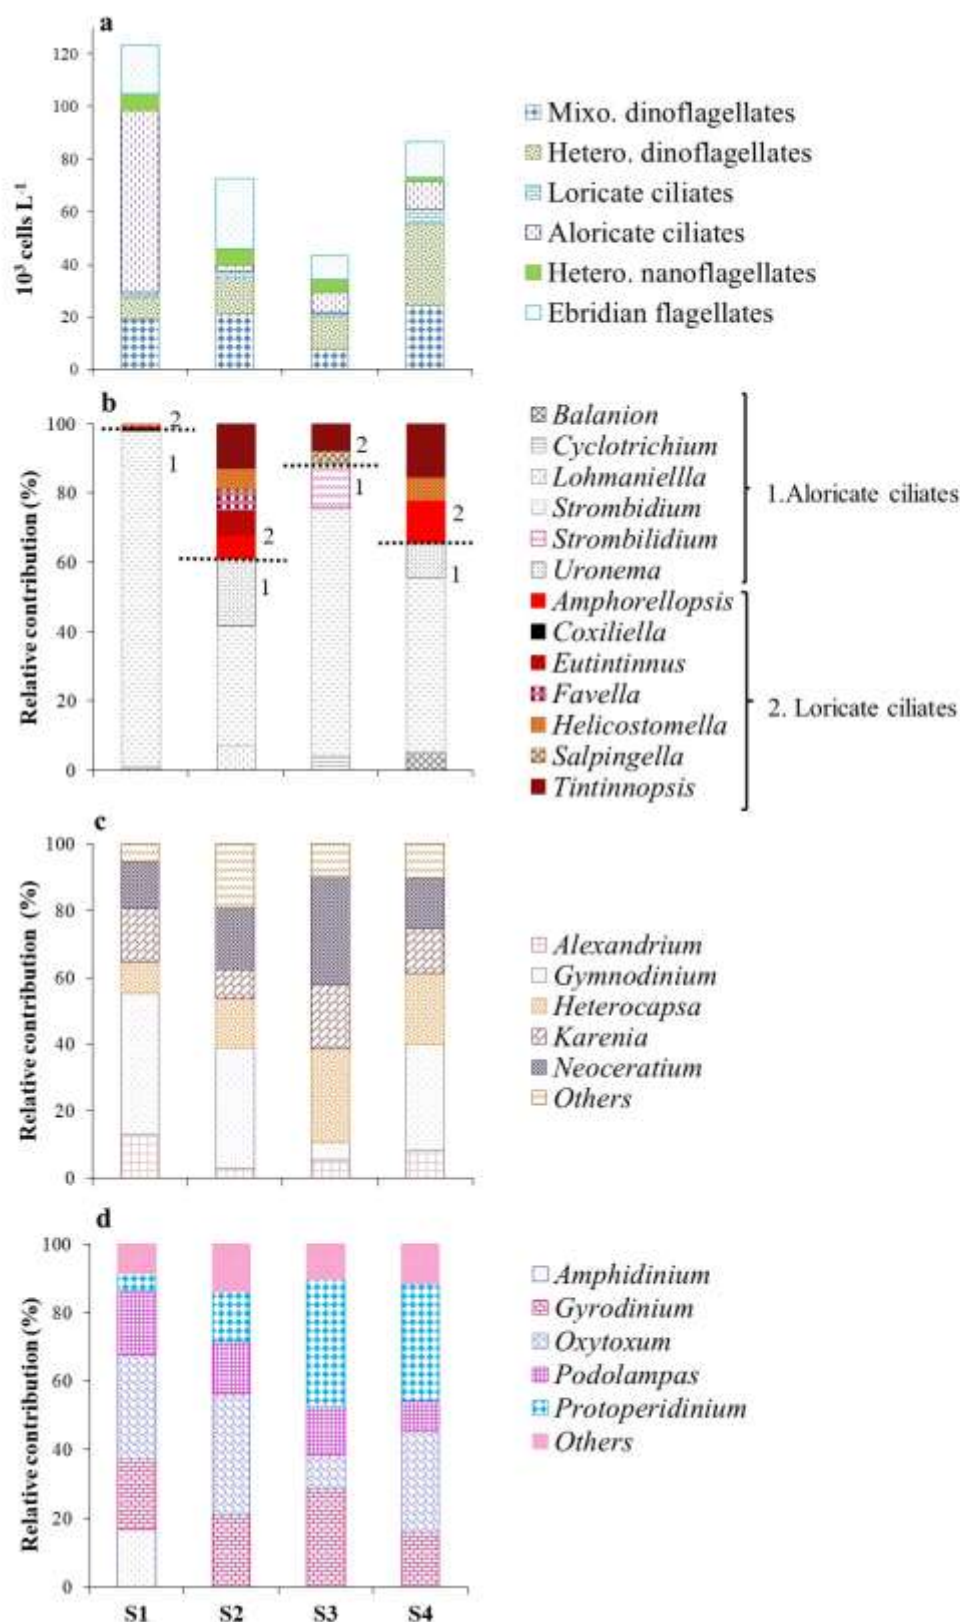 a
10³ cells L⁻¹
120
100
80
60
40
20
0
Mixo. dinoflagellates
Hetero. dinoflagellates
Loricate ciliates
Aloricate ciliates
Hetero. nanoflagellates
Ebridian flagellates
b
Relative contribution (%)
100
80
60
40
20
0
2
1
2
1
2
1
2
1
Balanion
Cyclotrichium
Lohmaniellla
Strombidium
Strombilidium
Uronema
1.Aloricate ciliates
Amphorellopsis
Coxiliella
Eutintinnus
Favella
Helicostomella
Salpingella
Tintinnopsis
2. Loricate ciliates
c
Relative contribution (%)
100
80
60
40
20
0
Alexandrium
Gymnodinium
Heterocapsa
Karenia
Neoceratium
Others
d
Relative contribution (%)
100
80
60
40
20
0
Amphidinium
Gyrodinium
Oxytoxum
Podolampas
Protoperidinium
Others
S1 S2 S3 S4